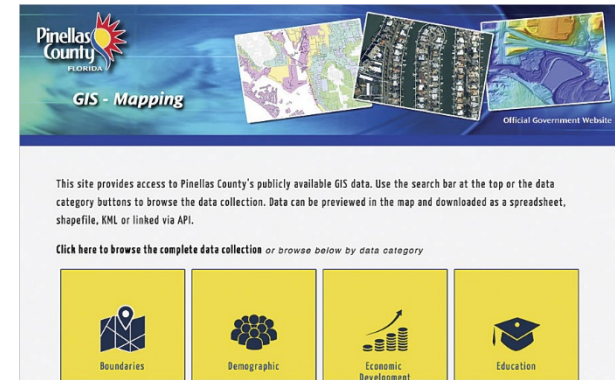 Pinellas
County
FLORIDA
GIS - Mapping
Official Government Website
This site provides access to Pinellas County's publicly available GIS data. Use the search bar at the top or the data
category buttons to browse the data collection. Data can be previewed in the map and downloaded as a spreadsheet,
shapefile, KML or linked via API.
Click here to browse the complete data collection or browse below by data category
Boundaries
Demographic
Economic
Development
Education